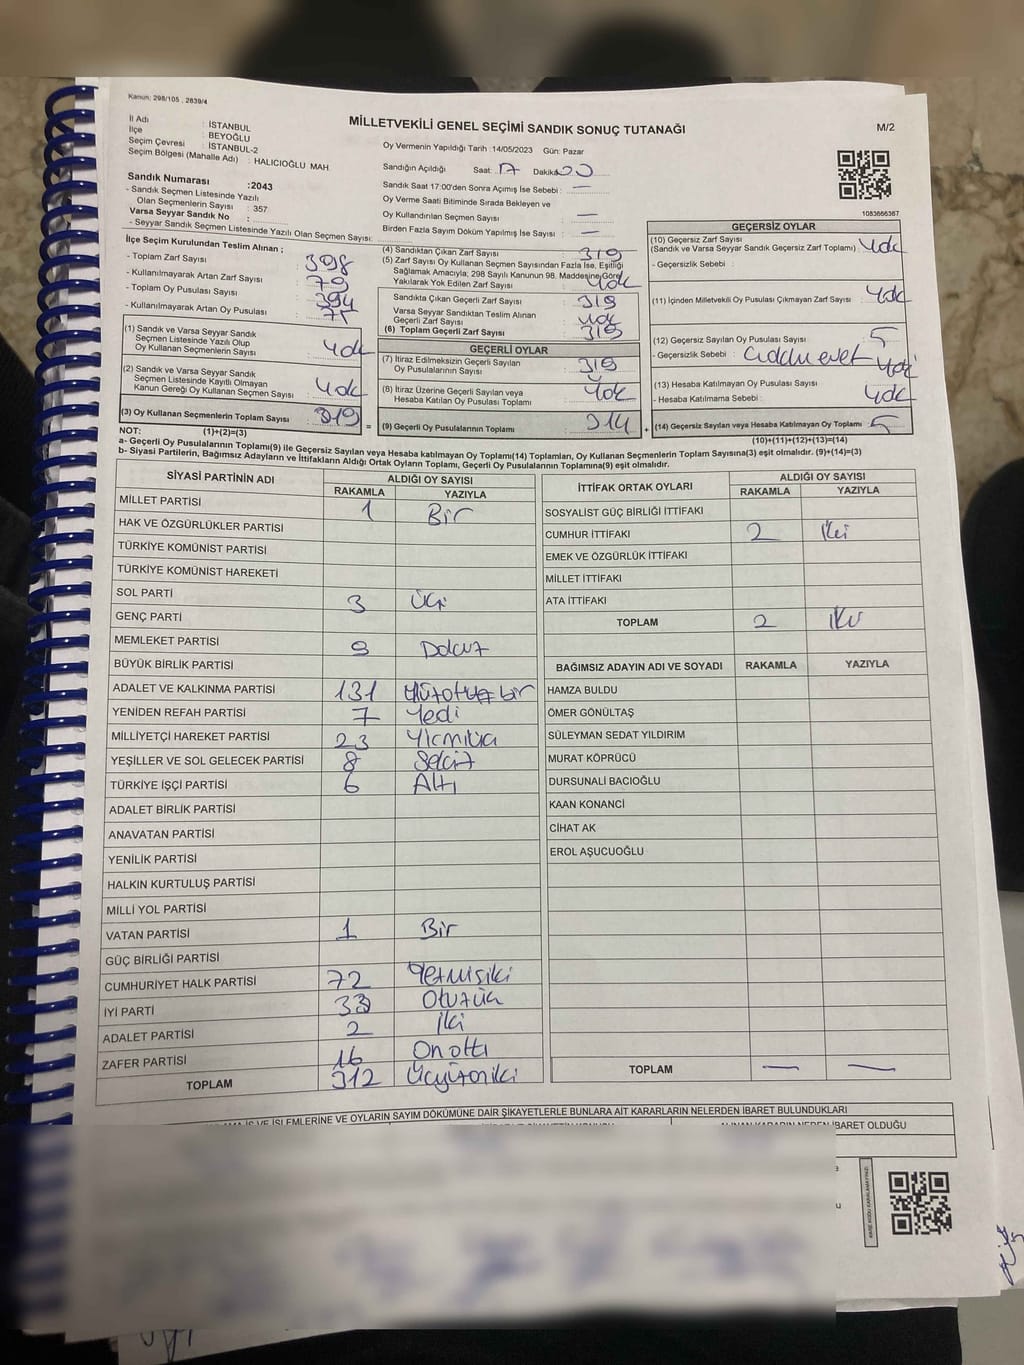 Kanun: 298/105 , 2839/4
MİLLETVEKİLİ GENEL SEÇİMİ SANDIK SONUÇ TUTANAĞI
M/2
İl Adı : İSTANBUL
İlçe : BEYOĞLU
Seçim Çevresi : İSTANBUL-2
Seçim Bölgesi (Mahalle Adı) : HALICIOĞLU MAH.
Sandık Numarası :2043
- Sandık Seçmen Listesinde Yazılı
Olan Seçmenlerin Sayısı : 357
Varsa Seyyar Sandık No :
- Seyyar Sandık Seçmen Listesinde Yazılı Olan Seçmen Sayısı:
Oy Vermenin Yapıldığı Tarih :14/05/2023 Gün: Pazar
Sandığın Açıldığı Saat : 17 Dakika: 00
Sandık Saat 17:00'den Sonra Açımış İse Sebebi : —
Oy Verme Saati Bitiminde Sırada Bekleyen ve
Oy Kullandırılan Seçmen Sayısı : —
Birden Fazla Sayım Döküm Yapılmış İse Sayısı : —
1083666367
İlçe Seçim Kurulundan Teslim Alınan ;
- Toplam Zarf Sayısı : 398
- Kullanılmayarak Artan Zarf Sayısı : 79
- Toplam Oy Pusulası Sayısı : 394
- Kullanılmayarak Artan Oy Pusulası : 75
(1) Sandık ve Varsa Seyyar Sandık
Seçmen Listesinde Yazılı Olup
Oy Kullanan Seçmenlerin Sayısı : Yok
(2) Sandık ve Varsa Seyyar Sandık
Seçmen Listesinde Kayıtlı Olmayan
Kanun Gereği Oy Kullanan Seçmen Sayısı : Yok
(3) Oy Kullanan Seçmenlerin Toplam Sayısı : 319
(4) Sandıktan Çıkan Zarf Sayısı : 319
(5) Zarf Sayısı Oy Kullanan Seçmen Sayısından Fazla İse, Eşitliği
Sağlamak Amacıyla; 298 Sayılı Kanunun 98. Maddesine Göre
Yakılarak Yok Edilen Zarf Sayısı : Yok
Sandıkta Çıkan Geçerli Zarf Sayısı : 319
Varsa Seyyar Sandıktan Teslim Alınan
Geçerli Zarf Sayısı : Yok
(6) Toplam Geçerli Zarf Sayısı : 319
GEÇERLİ OYLAR
(7) İtiraz Edilmeksizin Geçerli Sayılan
Oy Pusulalarının Sayısı : 319
(8) İtiraz Üzerine Geçerli Sayılan veya
Hesaba Katılan Oy Pusulası Toplamı : Yok
= (9) Geçerli Oy Pusulalarının Toplamı : 314
GEÇERSİZ OYLAR
(10) Geçersiz Zarf Sayısı
(Sandık ve Varsa Seyyar Sandık Geçersiz Zarf Toplamı) : Yok
- Geçersizlik Sebebi :
(11) İçinden Milletvekili Oy Pusulası Çıkmayan Zarf Sayısı : Yok
(12) Geçersiz Sayılan Oy Pusulası Sayısı : 5
- Geçersizlik Sebebi : evet Yok
(13) Hesaba Katılmayan Oy Pusulası Sayısı
- Hesaba Katılmama Sebebi : Yok
+ (14) Geçersiz Sayılan veya Hesaba Katılmayan Oy Toplamı : 5
NOT: (1)+(2)=(3) (10)+(11)+(12)+(13)=(14)
a- Geçerli Oy Pusulalarının Toplamı(9) ile Geçersiz Sayılan veya Hesaba katılmayan Oy Toplamı(14) Toplamları, Oy Kullanan Seçmenlerin Toplam Sayısına(3) eşit olmalıdır. (9)+(14)=(3)
b- Siyasi Partilerin, Bağımsız Adayların ve İttifakların Aldığı Ortak Oyların Toplamı, Geçerli Oy Pusulalarının Toplamına(9) eşit olmalıdır.
SİYASİ PARTİNİN ADI ALDIĞI OY SAYISI
RAKAMLA YAZIYLA
MİLLET PARTİSİ 1 Bir
HAK VE ÖZGÜRLÜKLER PARTİSİ
TÜRKİYE KOMÜNİST PARTİSİ
TÜRKİYE KOMÜNİST HAREKETİ
SOL PARTİ 3 Üç
GENÇ PARTİ
MEMLEKET PARTİSİ 9 Dokuz
BÜYÜK BİRLİK PARTİSİ
ADALET VE KALKINMA PARTİSİ 131 Yüzotuzbir
YENİDEN REFAH PARTİSİ 7 Yedi
MİLLİYETÇİ HAREKET PARTİSİ 23 Yirmiüç
YEŞİLLER VE SOL GELECEK PARTİSİ 8 Sekiz
TÜRKİYE İŞÇİ PARTİSİ 6 Altı
ADALET BİRLİK PARTİSİ
ANAVATAN PARTİSİ
YENİLİK PARTİSİ
HALKIN KURTULUŞ PARTİSİ
MİLLİ YOL PARTİSİ
VATAN PARTİSİ 1 Bir
GÜÇ BİRLİĞİ PARTİSİ
CUMHURİYET HALK PARTİSİ 72 Yetmişiki
İYİ PARTİ 33 Otuzüç
ADALET PARTİSİ 2 İki
ZAFER PARTİSİ 16 Onaltı
TOPLAM 312 Üçyüzoniki
İTTİFAK ORTAK OYLARI ALDIĞI OY SAYISI
RAKAMLA YAZIYLA
SOSYALİST GÜÇ BİRLİĞİ İTTİFAKI
CUMHUR İTTİFAKI 2 İki
EMEK VE ÖZGÜRLÜK İTTİFAKI
MİLLET İTTİFAKI
ATA İTTİFAKI
TOPLAM 2 İki
BAĞIMSIZ ADAYIN ADI VE SOYADI RAKAMLA YAZIYLA
HAMZA BULDU
ÖMER GÖNÜLTAŞ
SÜLEYMAN SEDAT YILDIRIM
MURAT KÖPRÜCÜ
DURSUNALİ BACIOĞLU
KAAN KONANCİ
CİHAT AK
EROL AŞUCUOĞLU
TOPLAM — —
İŞLEMLERİNE VE OYLARIN SAYIM DÖKÜMÜNE DAİR ŞİKAYETLERLE BUNLARA AİT KARARLARIN NELERDEN İBARET BULUNDUKLARI
İBARET OLDUĞU